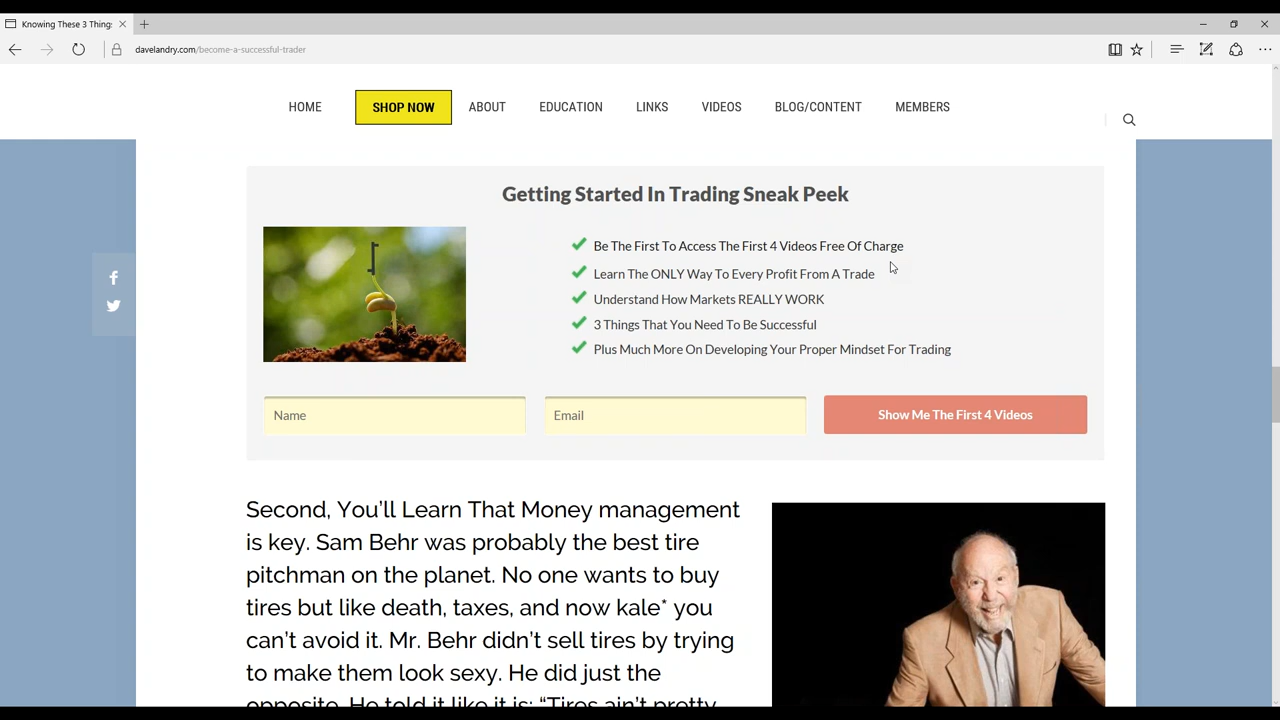 Knowing These 3 Thing:
davelandry.com/become-a-successful-trader
HOME SHOP NOW ABOUT EDUCATION LINKS VIDEOS BLOG/CONTENT MEMBERS
Getting Started In Trading Sneak Peek
Be The First To Access The First 4 Videos Free Of Charge
Learn The ONLY Way To Every Profit From A Trade
Understand How Markets REALLY WORK
3 Things That You Need To Be Successful
Plus Much More On Developing Your Proper Mindset For Trading
Name Email Show Me The First 4 Videos
Second, You’ll Learn That Money management
is key. Sam Behr was probably the best tire
pitchman on the planet. No one wants to buy
tires but like death, taxes, and now kale* you
can’t avoid it. Mr. Behr didn’t sell tires by trying
to make them look sexy. He did just the
opposite. He told it like it is: “Tires ain’t pretty